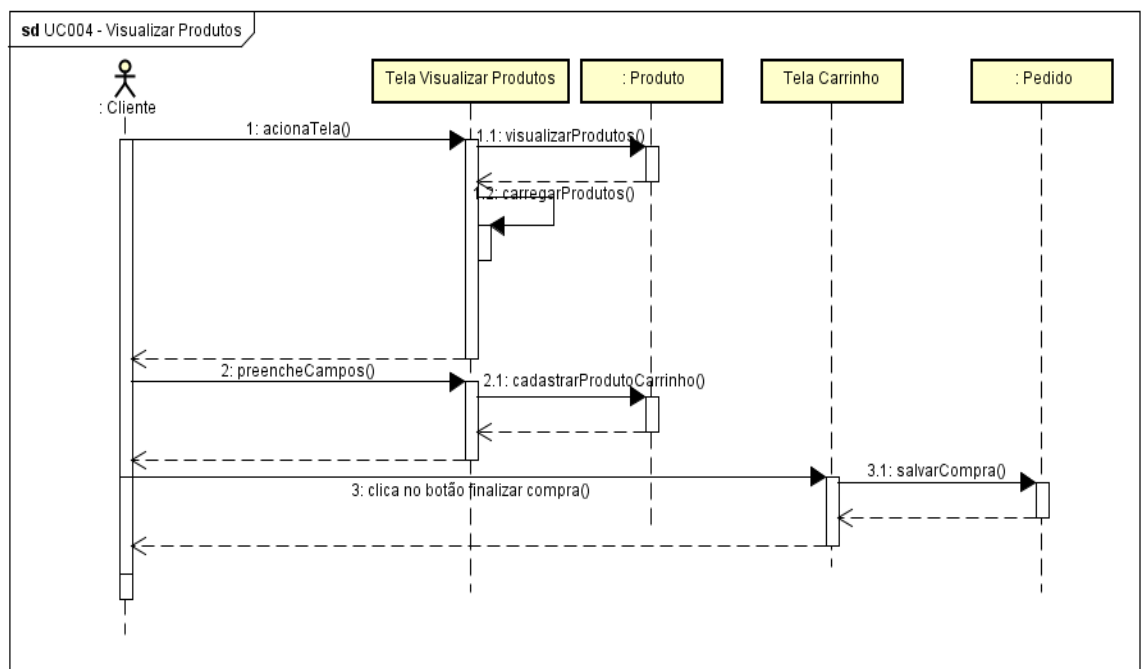 sd UC004 - Visualizar Produtos
: Cliente
Tela Visualizar Produtos
: Produto
Tela Carrinho
: Pedido
1: acionaTela()
1.1: visualizarProdutos()
1.2: carregarProdutos()
2: preencheCampos()
2.1: cadastrarProdutoCarrinho()
3: clica no botão finalizar compra()
3.1: salvarCompra()